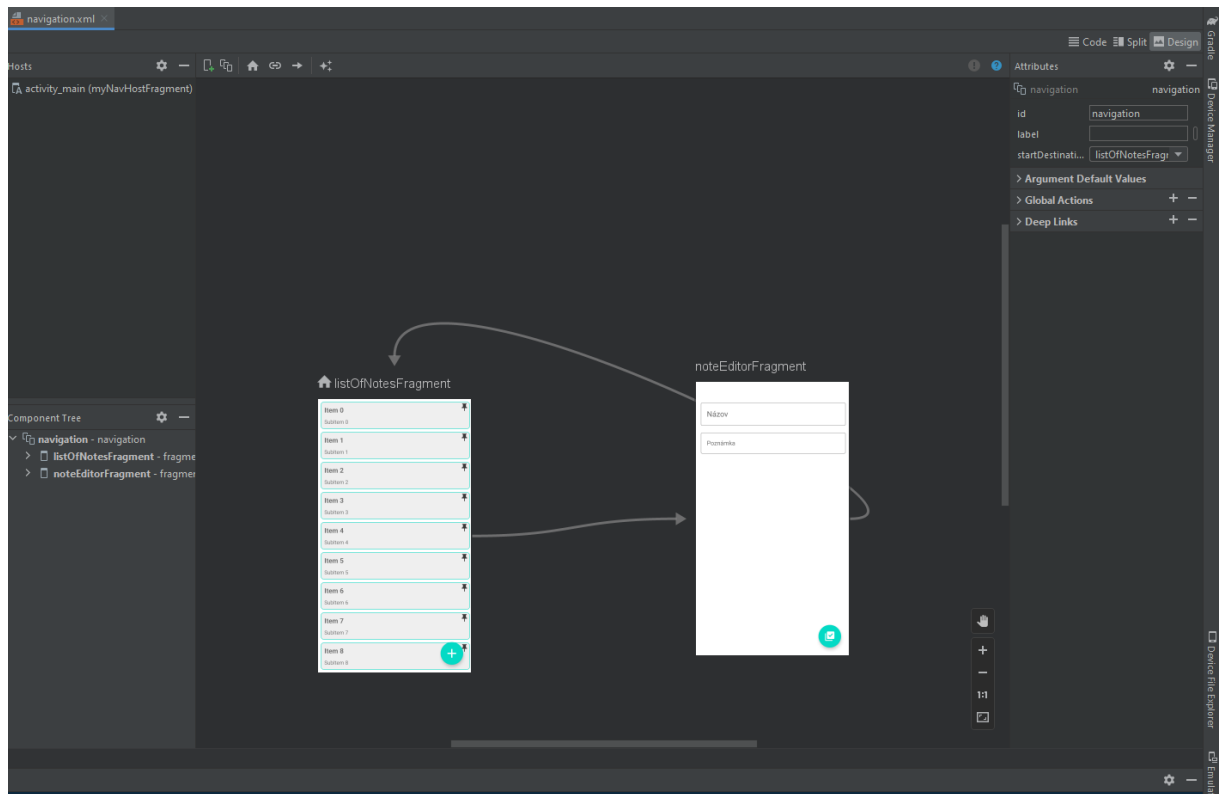 navigation.xml
Code Split Design
Hosts
activity_main (myNavHostFragment)
Attributes
navigation navigation
id navigation
label
startDestinati... listOfNotesFragr
Argument Default Values
Global Actions
Deep Links
listOfNotesFragment
Item 0
Subitem 0
Item 1
Subitem 1
Item 2
Subitem 2
Item 3
Subitem 3
Item 4
Subitem 4
Item 5
Subitem 5
Item 6
Subitem 6
Item 7
Subitem 7
Item 8
Subitem 8
noteEditorFragment
Názov
Poznámka
Component Tree
navigation - navigation
listOfNotesFragment - fragme
noteEditorFragment - fragmer
1:1
Gradle
Device Manager
Device File Explorer
Emula